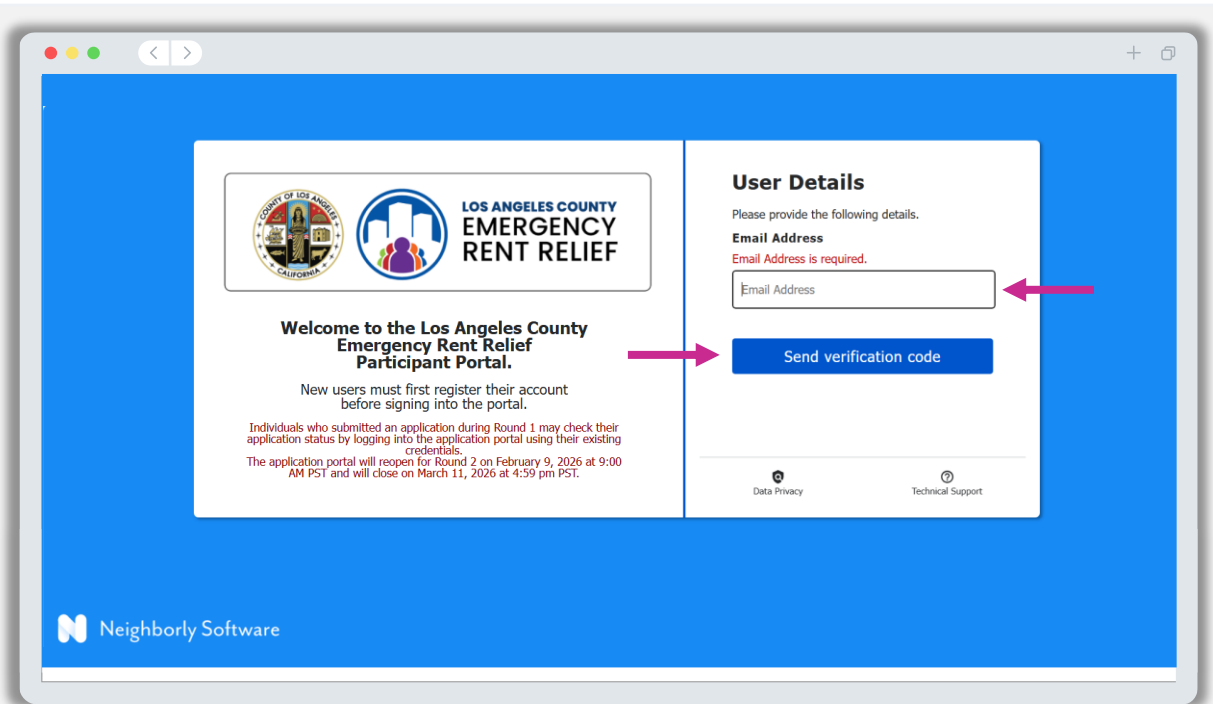 COUNTY OF LOS ANGELES
CALIFORNIA
LOS ANGELES COUNTY
EMERGENCY
RENT RELIEF
Welcome to the Los Angeles County
Emergency Rent Relief
Participant Portal.
New users must first register their account
before signing into the portal.
Individuals who submitted an application during Round 1 may check their
application status by logging into the application portal using their existing
credentials.
The application portal will reopen for Round 2 on February 9, 2026 at 9:00
AM PST and will close on March 11, 2026 at 4:59 pm PST.
User Details
Please provide the following details.
Email Address
Email Address is required.
Email Address
Send verification code
Data Privacy
Technical Support
Neighborly Software